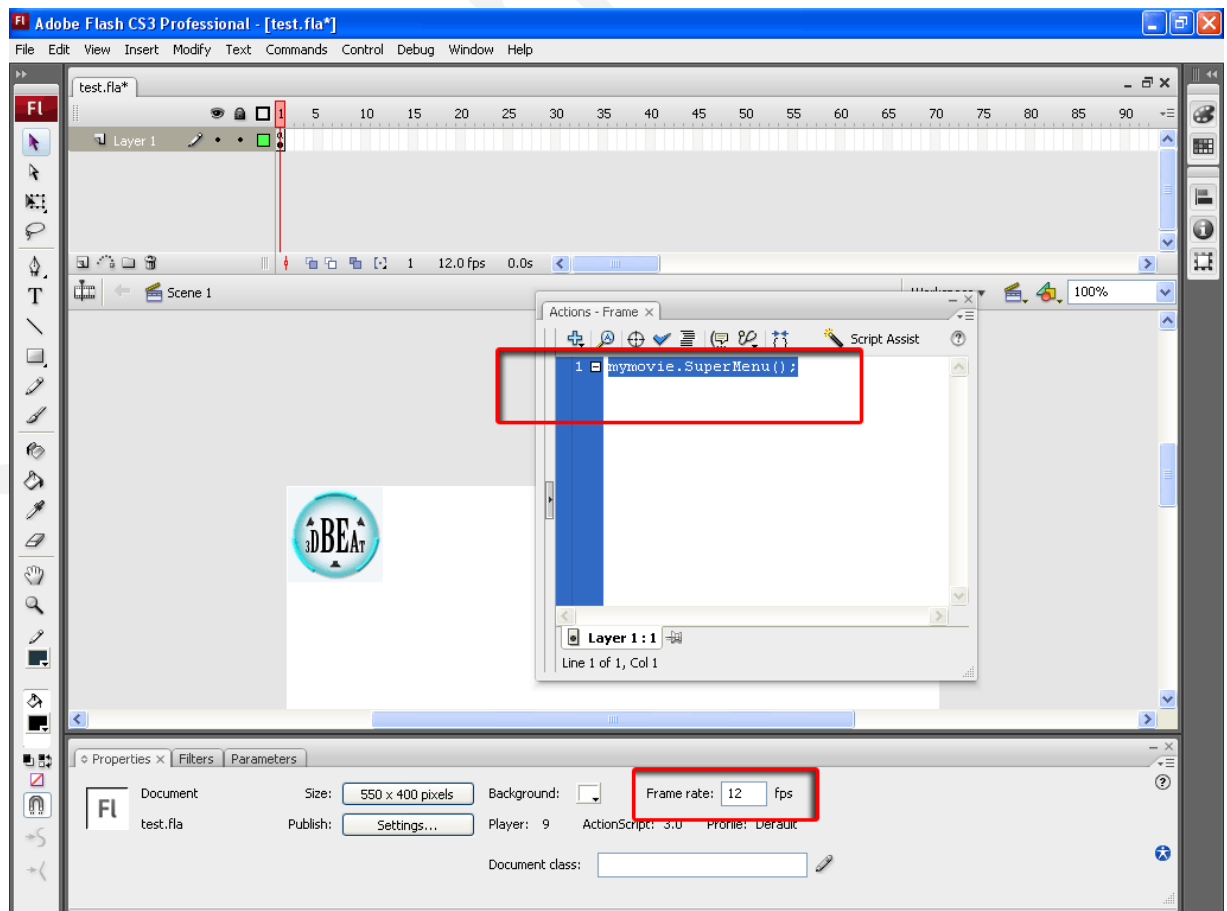 Fl Adobe Flash CS3 Professional - [test.fla*]
File Edit View Insert Modify Text Commands Control Debug Window Help
test.fla*
Fl
1 5 10 15 20 25 30 35 40 45 50 55 60 65 70 75 80 85 90
Layer 1
1 12.0 fps 0.0s
Scene 1
100%
Actions - Frame
Script Assist
1 mymovie.SuperMenu();
3DBEAT
Layer 1 : 1
Line 1 of 1, Col 1
Properties Filters Parameters
Fl
Document Size: 550 x 400 pixels Background: Frame rate: 12 fps
test.fla Publish: Settings... Player: 9 ActionScript: 3.0 Profile: Default
Document class: